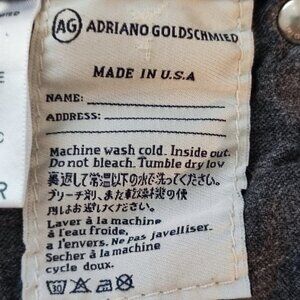 AG ADRIANO GOLDSCHMIED
MADE IN U.S.A
NAME:
ADDRESS:
Machine wash cold. Inside out.
Do not bleach. Tumble dry low
裏返して常温以下の水で洗ってください。
ブリーチ剤、また乾燥機の使
用はお避けください。
Laver à la machine
à l'eau froide,
a l'envers. Ne pas javelliser.
Secher à la machine
cycle doux.